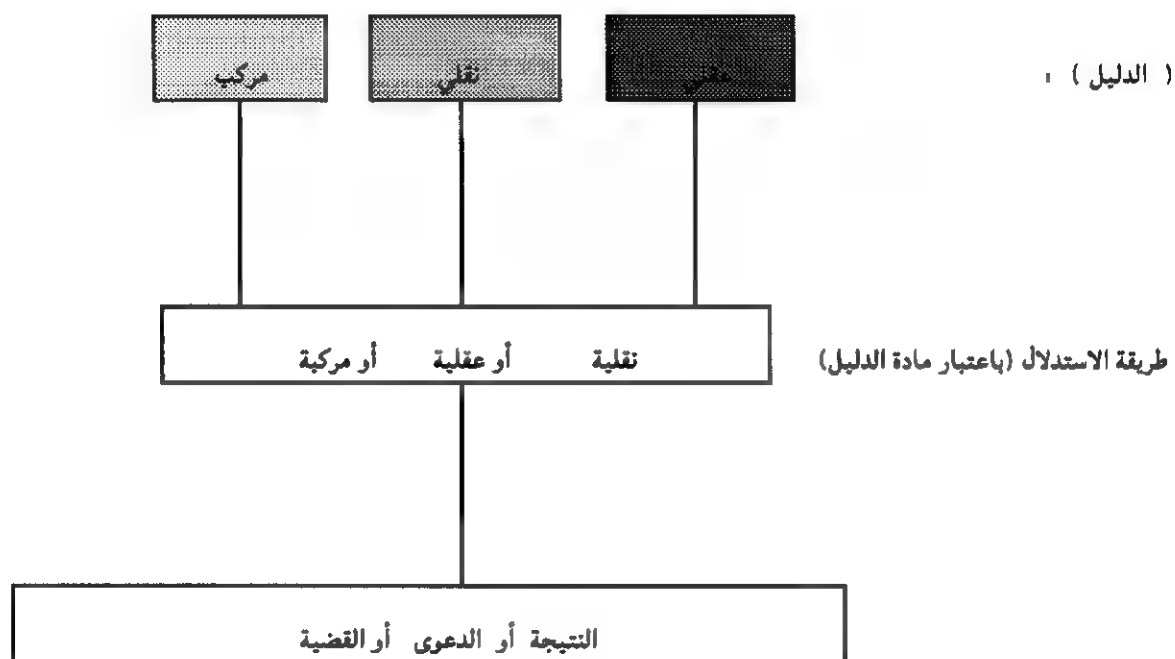 ( الدليل ) : عقلي نقلي مركب
طريقة الاستدلال (باعتبار مادة الدليل) نقلية أو عقلية أو مركبة
النتيجة أو الدعوى أو القضية